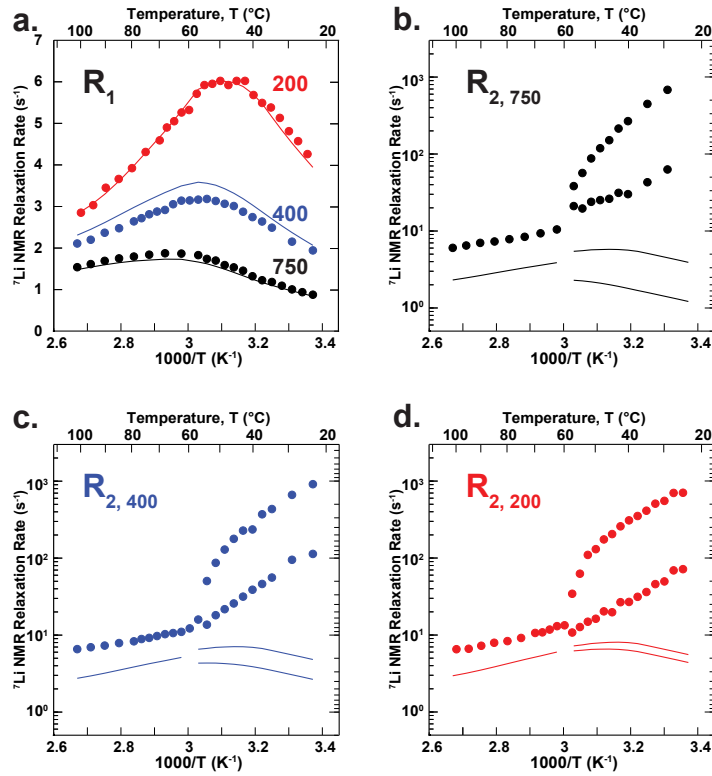 a.
Temperature, T (°C)
100 80 60 40 20
7
6
5
4
3
2
1
0
⁷Li NMR Relaxation Rate (s⁻¹)
R₁
200
400
750
2.6 2.8 3 3.2 3.4
1000/T (K⁻¹)
b.
Temperature, T (°C)
100 80 60 40 20
10³
10²
10¹
10⁰
⁷Li NMR Relaxation Rate (s⁻¹)
R₂, ₇₅₀
2.6 2.8 3 3.2 3.4
1000/T (K⁻¹)
c.
Temperature, T (°C)
100 80 60 40 20
10³
10²
10¹
10⁰
⁷Li NMR Relaxation Rate (s⁻¹)
R₂, ₄₀₀
2.6 2.8 3 3.2 3.4
1000/T (K⁻¹)
d.
Temperature, T (°C)
100 80 60 40 20
10³
10²
10¹
10⁰
⁷Li NMR Relaxation Rate (s⁻¹)
R₂, ₂₀₀
2.6 2.8 3 3.2 3.4
1000/T (K⁻¹)